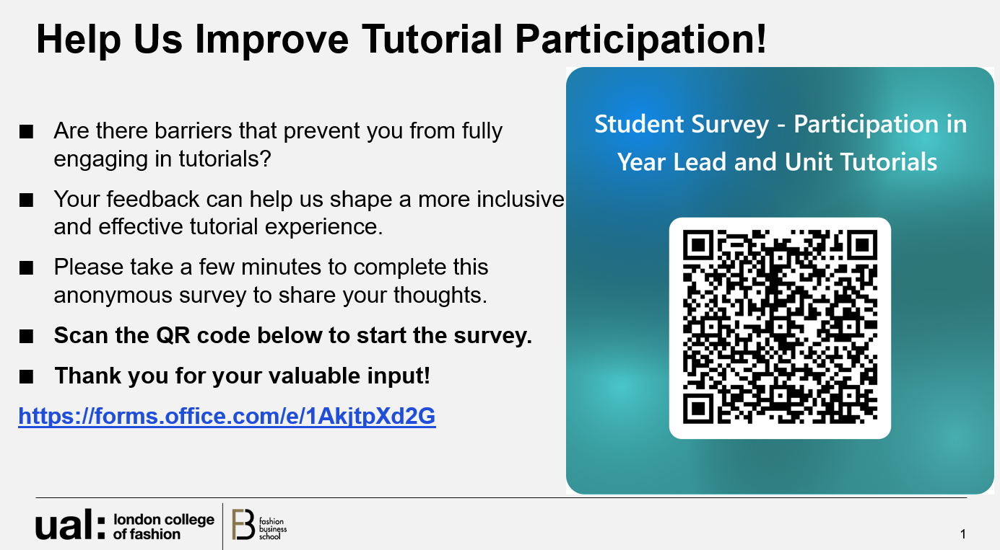 Help Us Improve Tutorial Participation!
Are there barriers that prevent you from fully
engaging in tutorials?
Your feedback can help us shape a more inclusive
and effective tutorial experience.
Please take a few minutes to complete this
anonymous survey to share your thoughts.
Scan the QR code below to start the survey.
Thank you for your valuable input!
https://forms.office.com/e/1AkjtpXd2G
Student Survey - Participation in
Year Lead and Unit Tutorials
ual: london college
of fashion
FB
fashion
business
school
1